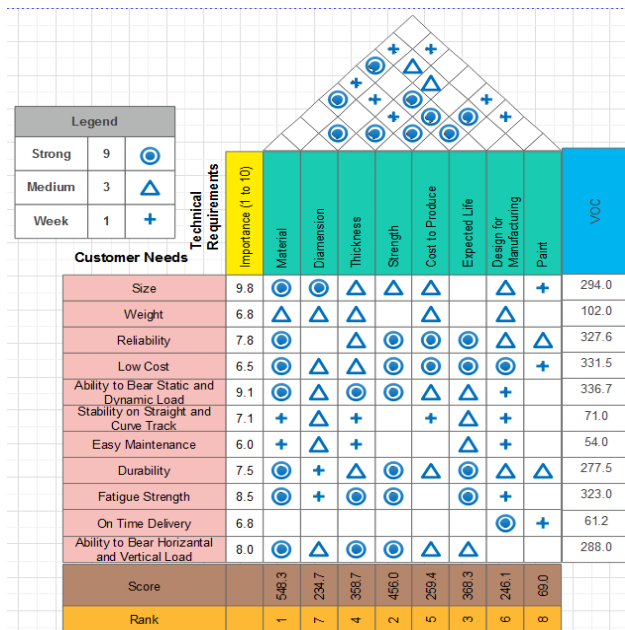 Legend
Strong 9
Medium 3
Week 1
Technical
Requirements
Customer Needs
Importance (1 to 10)
Material
Diamension
Thickness
Strength
Cost to Produce
Expected Life
Design for
Manufacturing
Paint
VOC
Size 9.8 294.0
Weight 6.8 102.0
Reliability 7.8 327.6
Low Cost 6.5 331.5
Ability to Bear Static and
Dynamic Load 9.1 336.7
Stability on Straight and
Curve Track 7.1 71.0
Easy Maintenance 6.0 54.0
Durability 7.5 277.5
Fatigue Strength 8.5 323.0
On Time Delivery 6.8 61.2
Ability to Bear Horizantal
and Vertical Load 8.0 288.0
Score 548.3 234.7 358.7 456.0 259.4 368.3 246.1 69.0
Rank 1 7 4 2 5 3 6 8